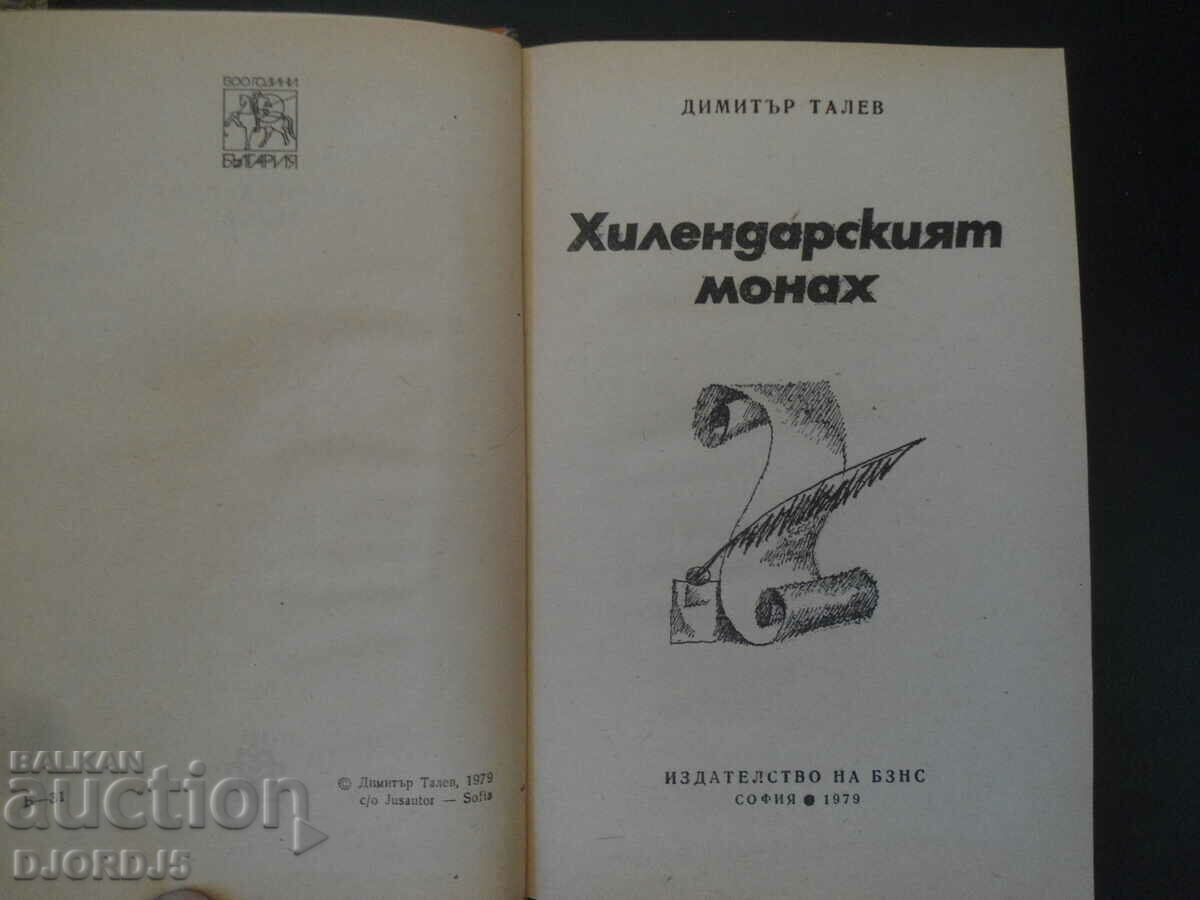 1300 ГОДИНИ
БЪЛГАРИЯ
© Димитър Талев, 1979
c/o Jusautor — Sofia
Б—31
BALKAN
auction
DJORDJ5
ДИМИТЪР ТАЛЕВ
Хилендарският
монах
ИЗДАТЕЛСТВО НА БЗНС
СОФИЯ ● 1979